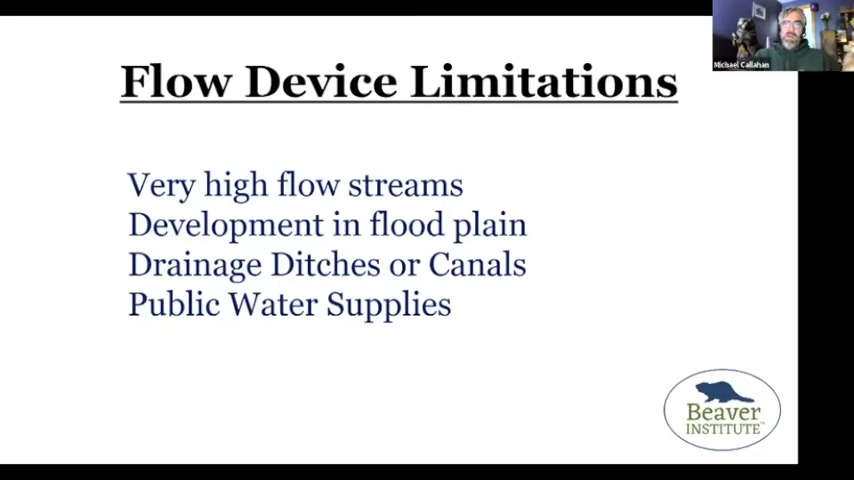 Flow Device Limitations
Michael Callahan
Very high flow streams
Development in flood plain
Drainage Ditches or Canals
Public Water Supplies
Beaver
INSTITUTE™